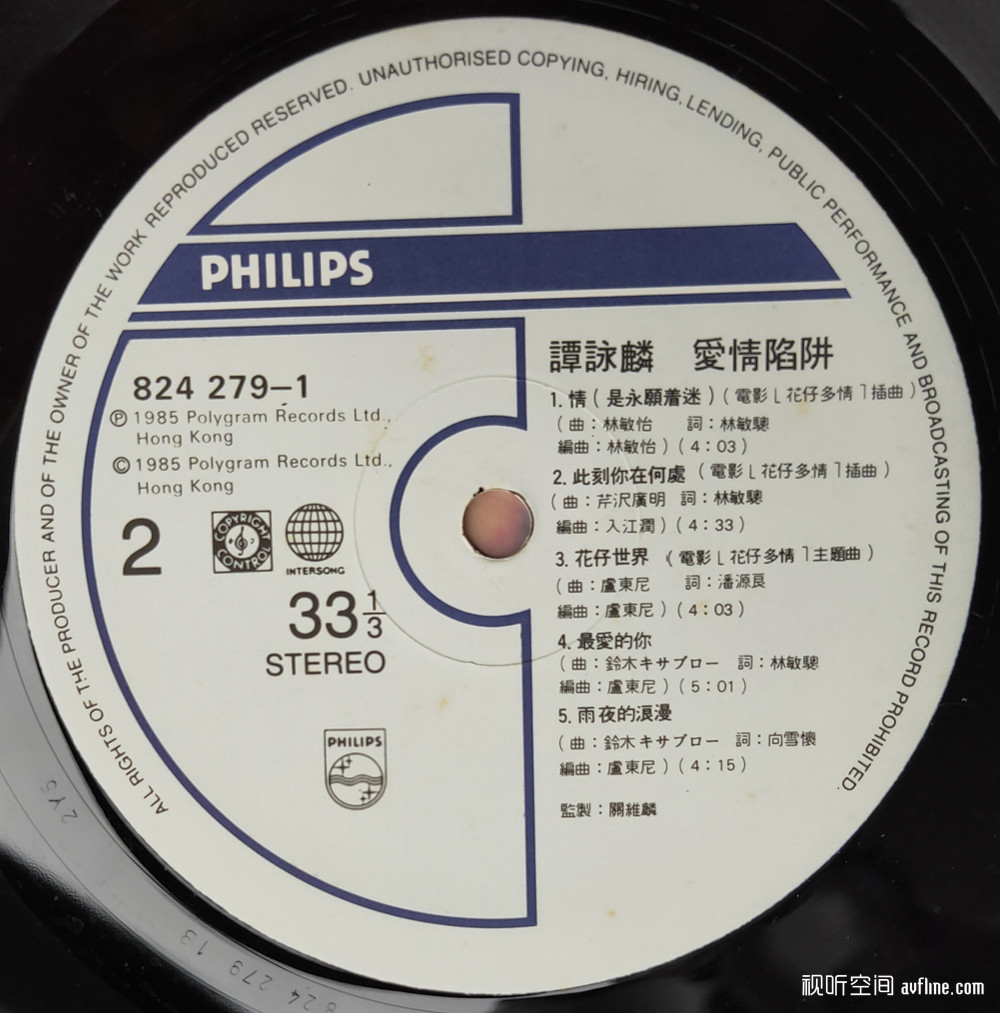 ALL RIGHTS OF THE PRODUCER AND OF THE OWNER OF THE WORK REPRODUCED RESERVED. UNAUTHORISED COPYING, HIRING, LENDING, PUBLIC PERFORMANCE AND BROADCASTING OF THIS RECORD PROHIBITED.
PHILIPS
824 279–1
Ⓟ 1985 Polygram Records Ltd.,
Hong Kong
© 1985 Polygram Records Ltd.,
Hong Kong
2
COPYRIGHT CONTROL
INTERSONG
33 1/3
STEREO
PHILIPS
譚詠麟 愛情陷阱
1. 情（是永願着迷）（電影「花仔多情」插曲）
（曲：林敏怡 詞：林敏驄
編曲：林敏怡）（4：03）
2. 此刻你在何處（電影「花仔多情」插曲）
（曲：芹沢廣明 詞：林敏驄
編曲：入江潤）（4：33）
3. 花仔世界《電影「花仔多情」主題曲）
（曲：盧東尼 詞：潘源良
編曲：盧東尼）（4：03）
4. 最愛的你
（曲：鈴木キサブロー 詞：林敏驄
編曲：盧東尼）（5：01）
5. 雨夜的浪漫
（曲：鈴木キサブロー 詞：向雪懷
編曲：盧東尼）（4：15）
監製：關維麟
2Y5
824 279 13
视听空间 avfline.com